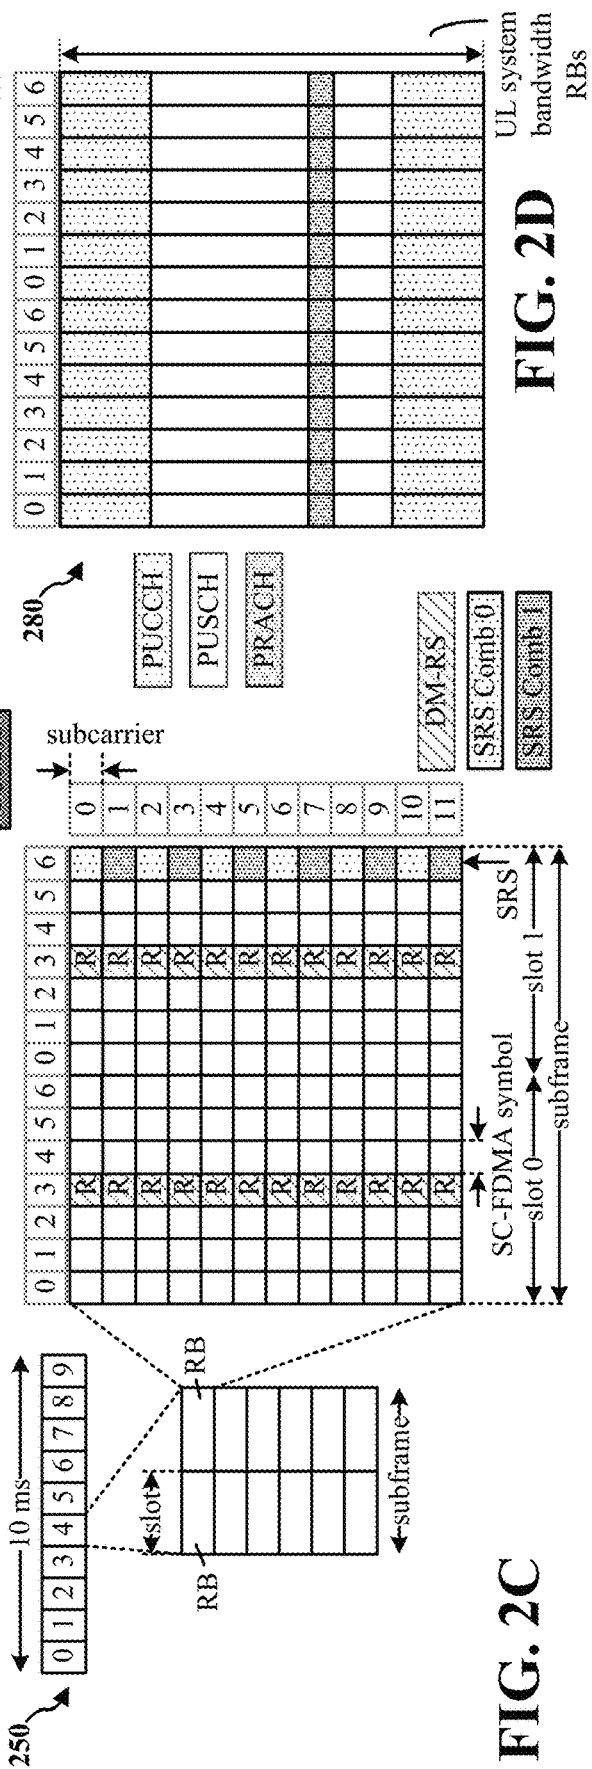 250
10 ms
0 1 2 3 4 5 6 7 8 9
RB
RB
slot
subframe
0 1 2 3 4 5 6 0 1 2 3 4 5 6
R R
R R
R R
R R
R R
R R
R R
R R
R R
R R
R R
R R
subcarrier
0
1
2
3
4
5
6
7
8
9
10
11
SC-FDMA symbol
SRS
slot 0
slot 1
subframe
DM-RS
SRS Comb 0
SRS Comb 1
FIG. 2C
280
0 1 2 3 4 5 6 0 1 2 3 4 5 6
PUCCH
PUSCH
PRACH
UL system
bandwidth
RBs
FIG. 2D